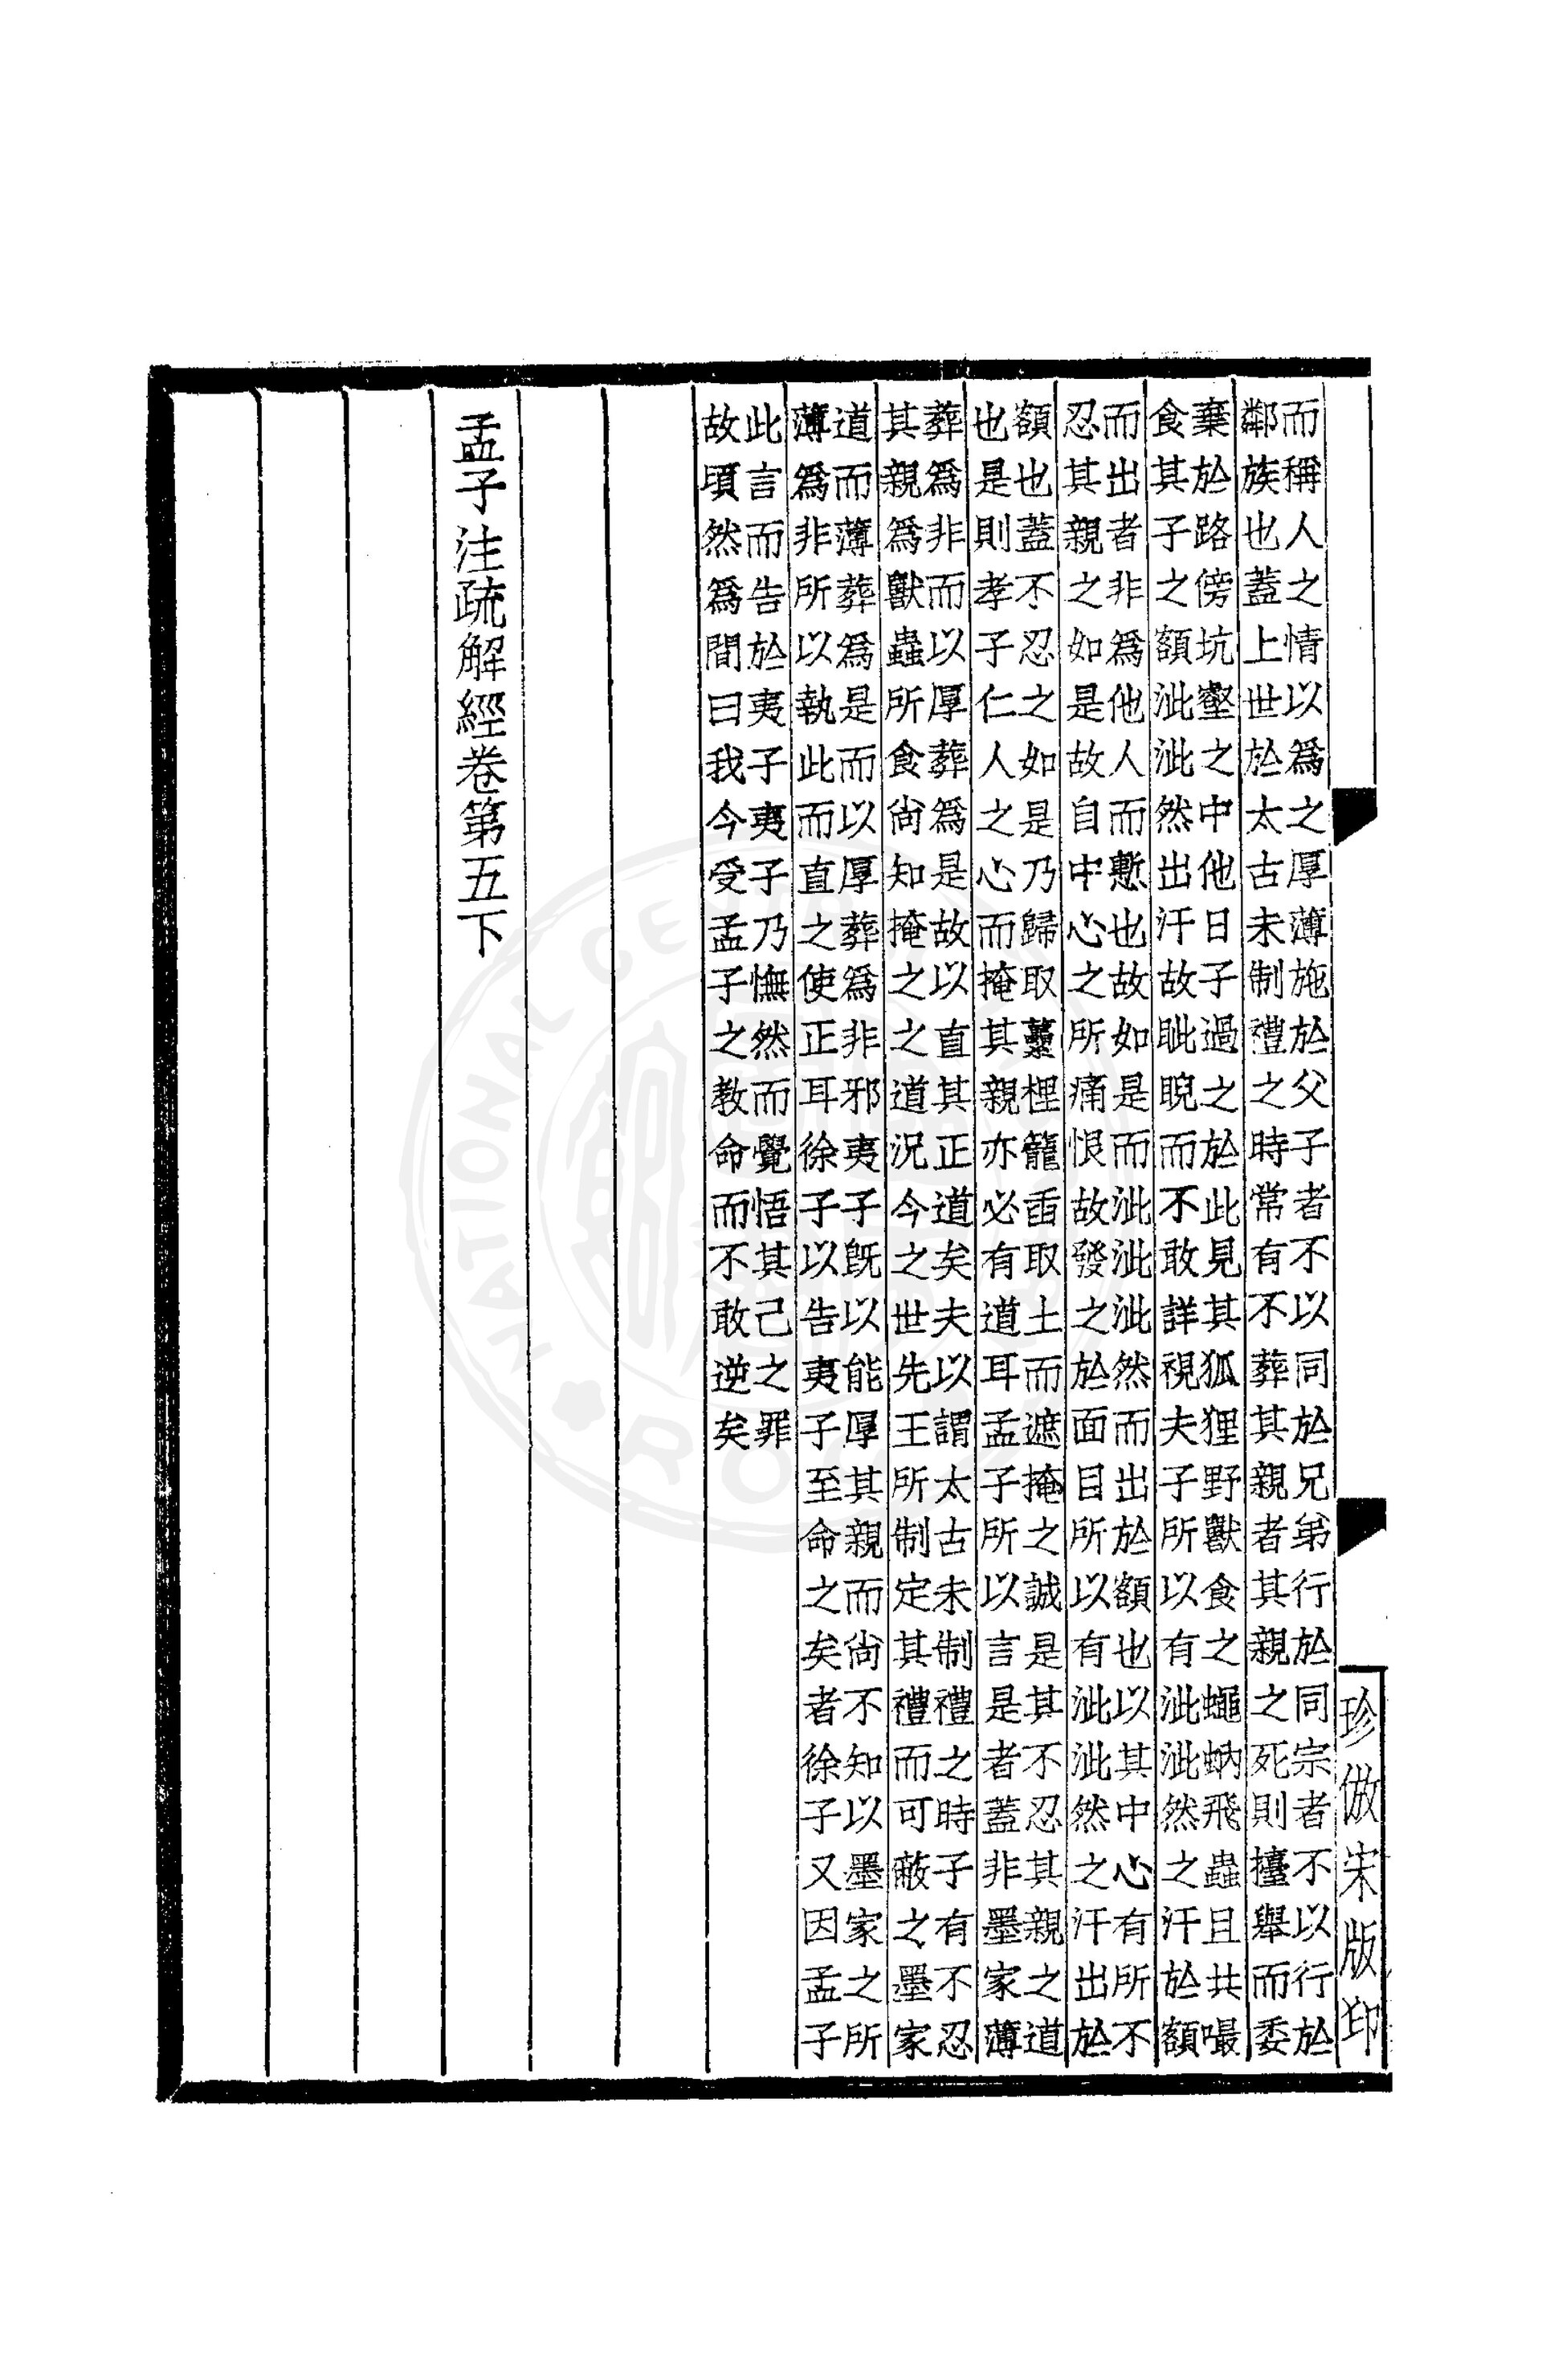 而稱人之情以爲之厚薄施於父子者不以同於兄弟行於同宗者不以行於
鄰族也蓋上世於太古未制禮之時常有不葬其親者其親之死則擡舉而委
棄於路傍坑壑之中他日子過之於此見其狐狸野獸食之蠅蚋飛蟲且共嘬
食其子之額泚泚然出汗故睨睨而不敢詳視夫子所以有泚泚然之汗於額
而出者非爲他人而慙也故如是而泚泚泚然而出於額也以其中心有所不
忍其親之如是故自中心之所痛恨故發之於面目所以有泚泚然之汗出於
額也蓋不忍之如是乃歸取虆梩籠臿取土而遮掩之誠是其不忍其親之道
也是則孝子仁人之心而掩其親亦必有道耳孟子所以言是者蓋非墨家薄
葬爲非而以厚葬爲是故以直其正道矣夫以謂太古未制禮之時子有不忍
其親爲獸蟲所食尚知掩之之道況今之世先王所制定其禮而可蔽之墨家
道而薄葬爲是而以厚葬爲非邪夷子旣以能厚其親而尚不知以墨家之所
薄爲非所以執此而直之使正耳徐子以告夷子至命之矣者徐子又因孟子
此言而告於夷子夷子乃憮然而覺悟其己之罪
故頃然爲間曰我今受孟子之教命而不敢逆矣
孟子注疏解經卷第五下
珍倣宋版印
NATIONAL CENTRAL
R.O.C